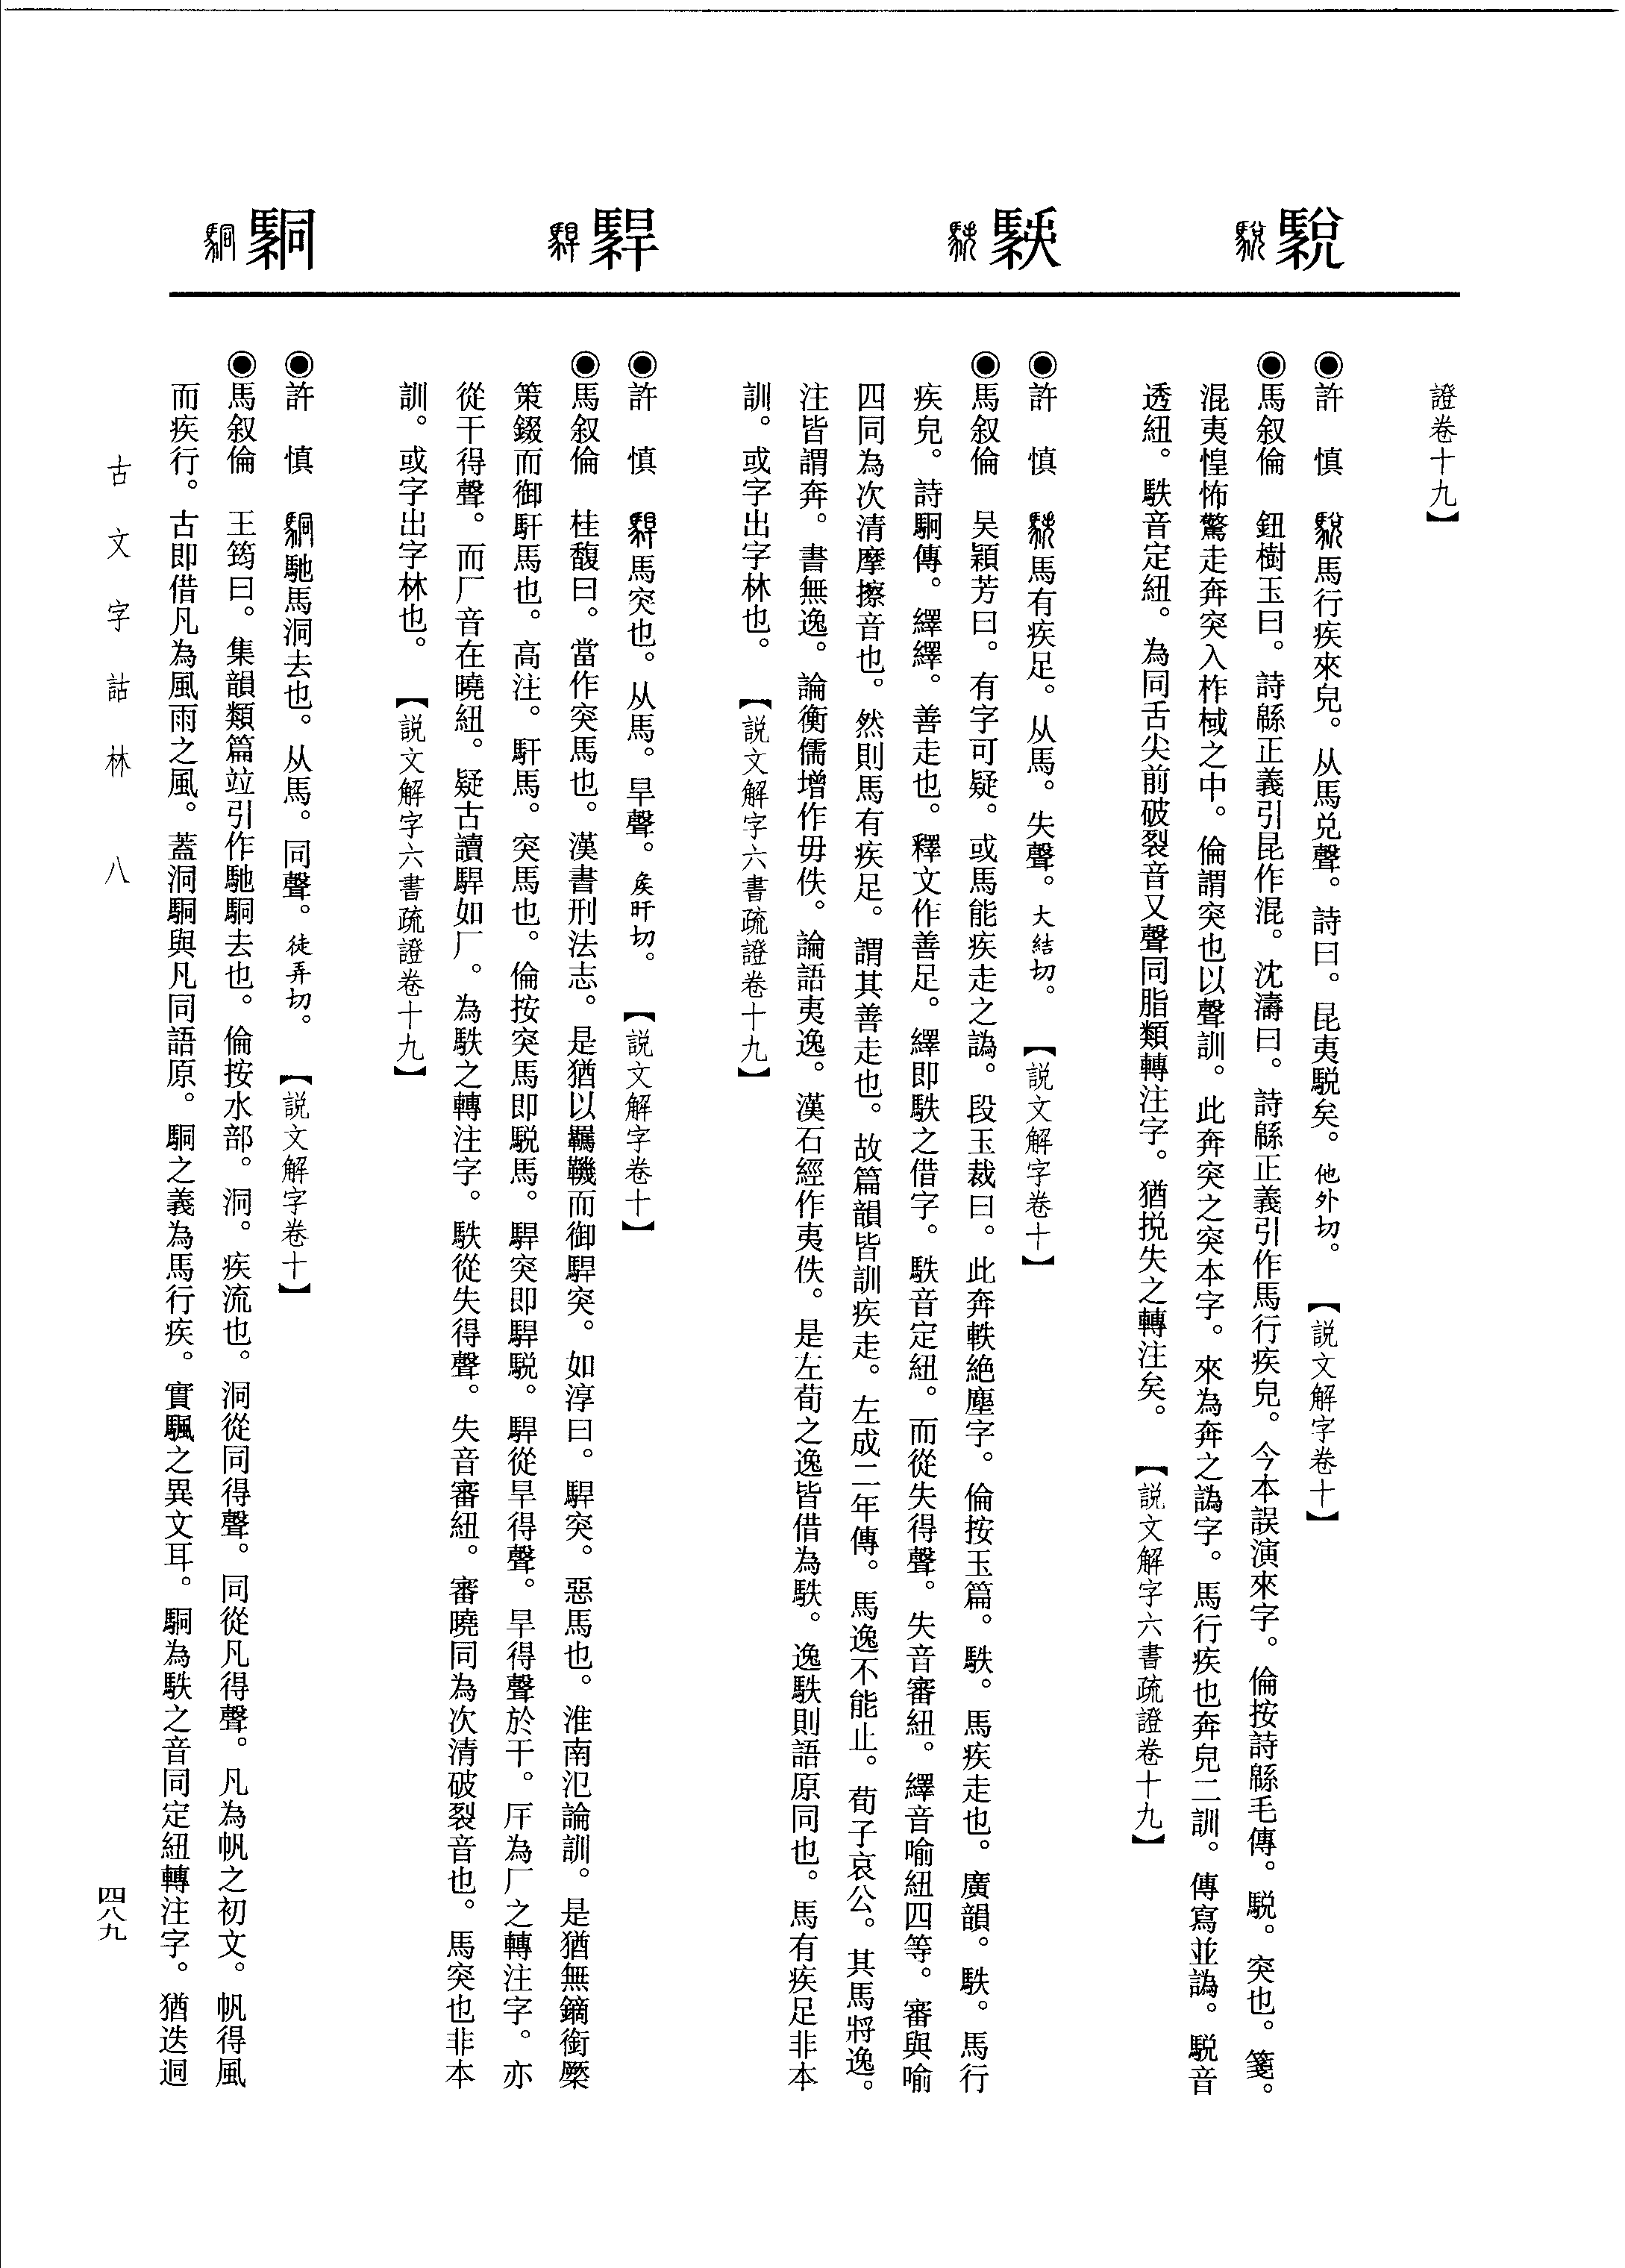 證卷十九】
駾
◉許　慎　駾馬行疾來皃。从馬兑聲。詩曰。昆夷駾矣。他外切。【説文解字卷十】
◉馬叙倫　鈕樹玉曰。詩緜正義引昆作混。沈濤曰。詩緜正義引作馬行疾皃。今本誤演來字。倫按詩緜毛傳。駾。突也。箋。
混夷惶怖驚走奔突入柞棫之中。倫謂突也以聲訓。此奔突之突本字。來為奔之譌字。馬行疾也奔皃二訓。傳寫並譌。駾音
透紐。駃音定紐。為同舌尖前破裂音又聲同脂類轉注字。猶挩失之轉注矣。【説文解字六書疏證卷十九】
駃
◉許　慎　駃馬有疾足。从馬。失聲。大結切。【説文解字卷十】
◉馬叙倫　吴穎芳曰。有字可疑。或馬能疾走之譌。段玉裁曰。此奔軼絶塵字。倫按玉篇。駃。馬疾走也。廣韻。駃。馬行
疾皃。詩駉傳。繹繹。善走也。釋文作善足。繹即駃之借字。駃音定紐。而從失得聲。失音審紐。繹音喻紐四等。審與喻
四同為次清摩擦音也。然則馬有疾足。謂其善走也。故篇韻皆訓疾走。左成二年傳。馬逸不能止。荀子哀公。其馬將逸。
注皆謂奔。書無逸。論衡儒增作毋佚。論語夷逸。漢石經作夷佚。是左荀之逸皆借為駃。逸駃則語原同也。馬有疾足非本
訓。或字出字林也。【説文解字六書疏證卷十九】
駻
◉許　慎　駻馬突也。从馬。旱聲。矦旰切。【説文解字卷十】
◉馬叙倫　桂馥曰。當作突馬也。漢書刑法志。是猶以鞿羈而御駻突。如淳曰。駻突。惡馬也。淮南氾論訓。是猶無鏑銜橜
策錣而御馯馬也。高注。馯馬。突馬也。倫按突馬即駾馬。駻突即駻駾。駻從旱得聲。旱得聲於干。厈為厂之轉注字。亦
從干得聲。而厂音在曉紐。疑古讀駻如厂。為駃之轉注字。駃從失得聲。失音審紐。審曉同為次清破裂音也。馬突也非本
訓。或字出字林也。【説文解字六書疏證卷十九】
駧
◉許　慎　駧馳馬洞去也。从馬。同聲。徒弄切。【説文解字卷十】
◉馬叙倫　王筠曰。集韻類篇竝引作馳駧去也。倫按水部。洞。疾流也。洞從同得聲。同從凡得聲。凡為帆之初文。帆得風
而疾行。古即借凡為風雨之風。蓋洞駧與凡同語原。駧之義為馬行疾。實颿之異文耳。駧為駃之音同定紐轉注字。猶迭迵
古文字詁林　八
四八九